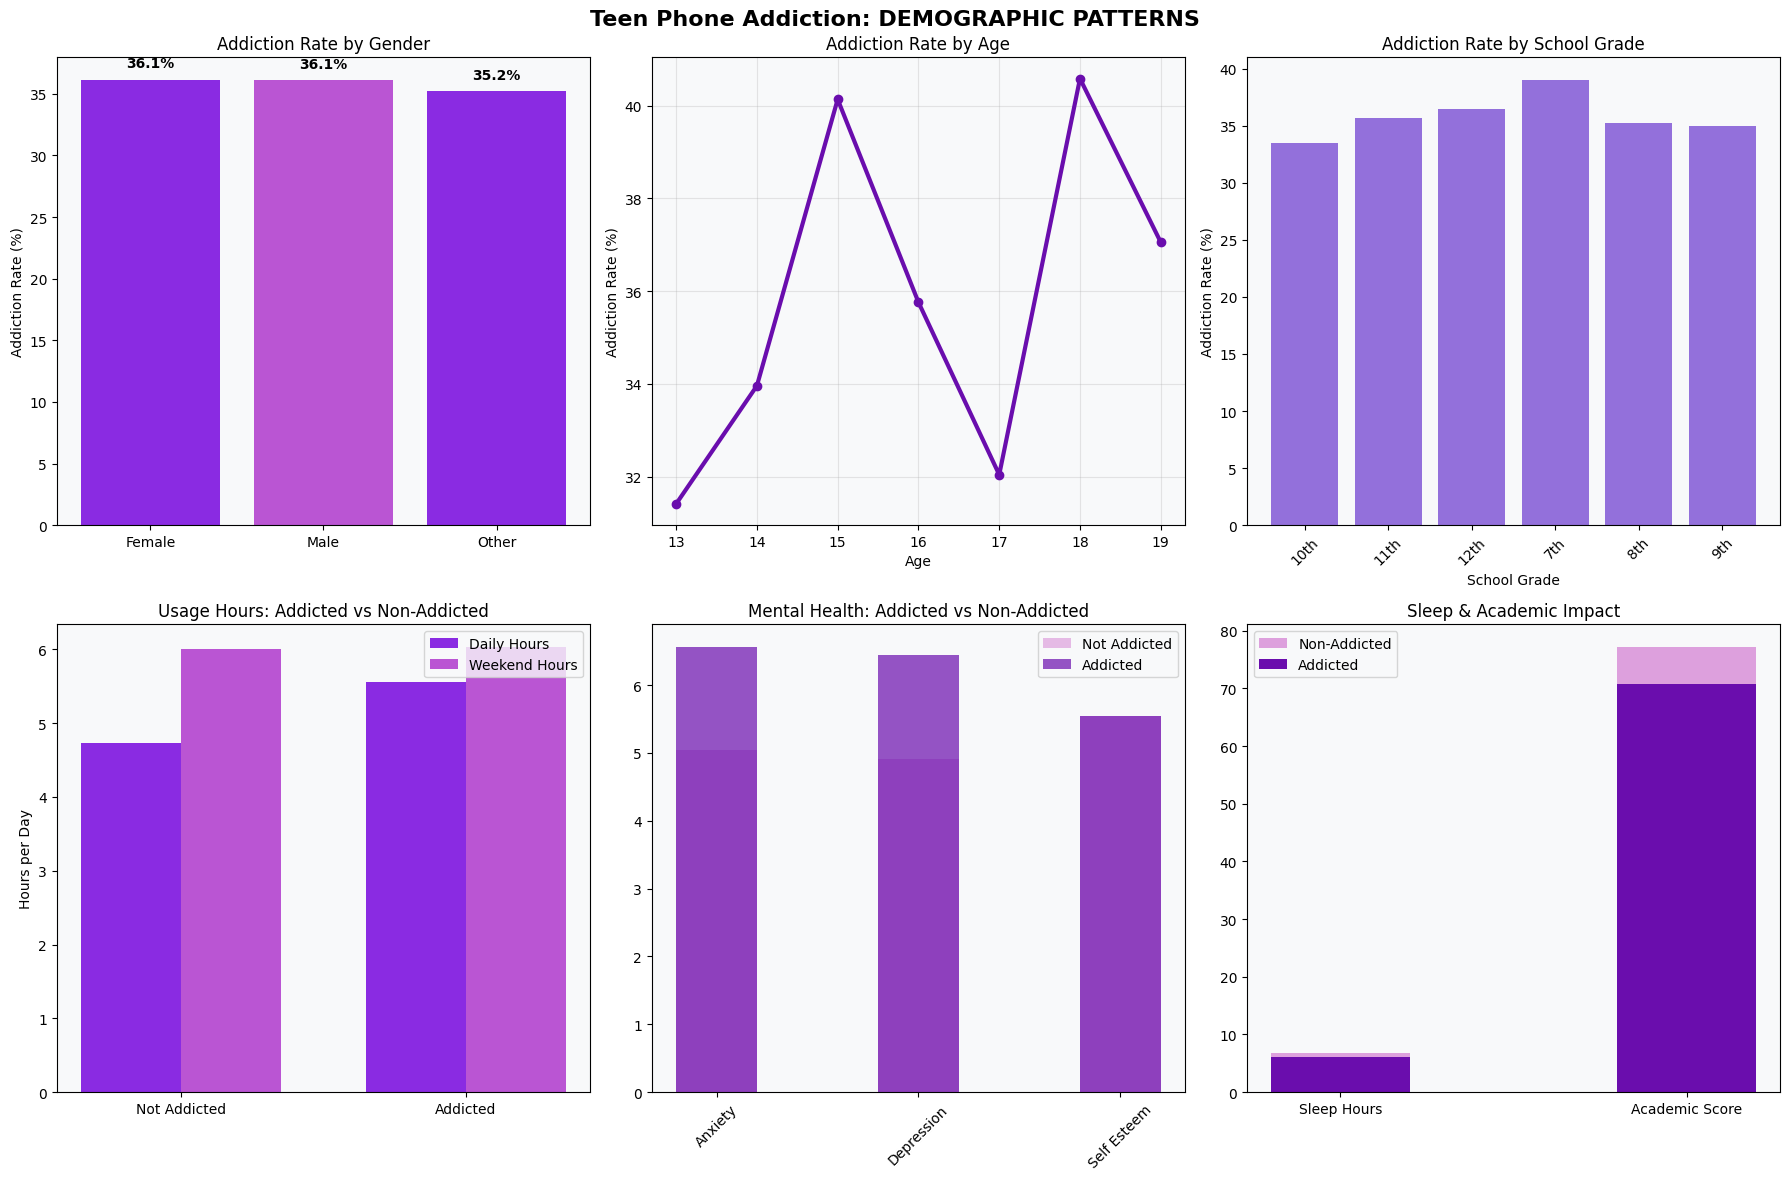 Teen Phone Addiction: DEMOGRAPHIC PATTERNS
Addiction Rate by Gender
Addiction Rate (%)
35
30
25
20
15
10
5
0
36.1%
36.1%
35.2%
Female Male Other
Addiction Rate by Age
Addiction Rate (%)
40
38
36
34
32
13 14 15 16 17 18 19
Age
Addiction Rate by School Grade
Addiction Rate (%)
40
35
30
25
20
15
10
5
0
10th 11th 12th 7th 8th 9th
School Grade
Usage Hours: Addicted vs Non-Addicted
Hours per Day
6
5
4
3
2
1
0
Daily Hours
Weekend Hours
Not Addicted Addicted
Mental Health: Addicted vs Non-Addicted
6
5
4
3
2
1
0
Not Addicted
Addicted
Anxiety Depression Self Esteem
Sleep & Academic Impact
80
70
60
50
40
30
20
10
0
Non-Addicted
Addicted
Sleep Hours Academic Score